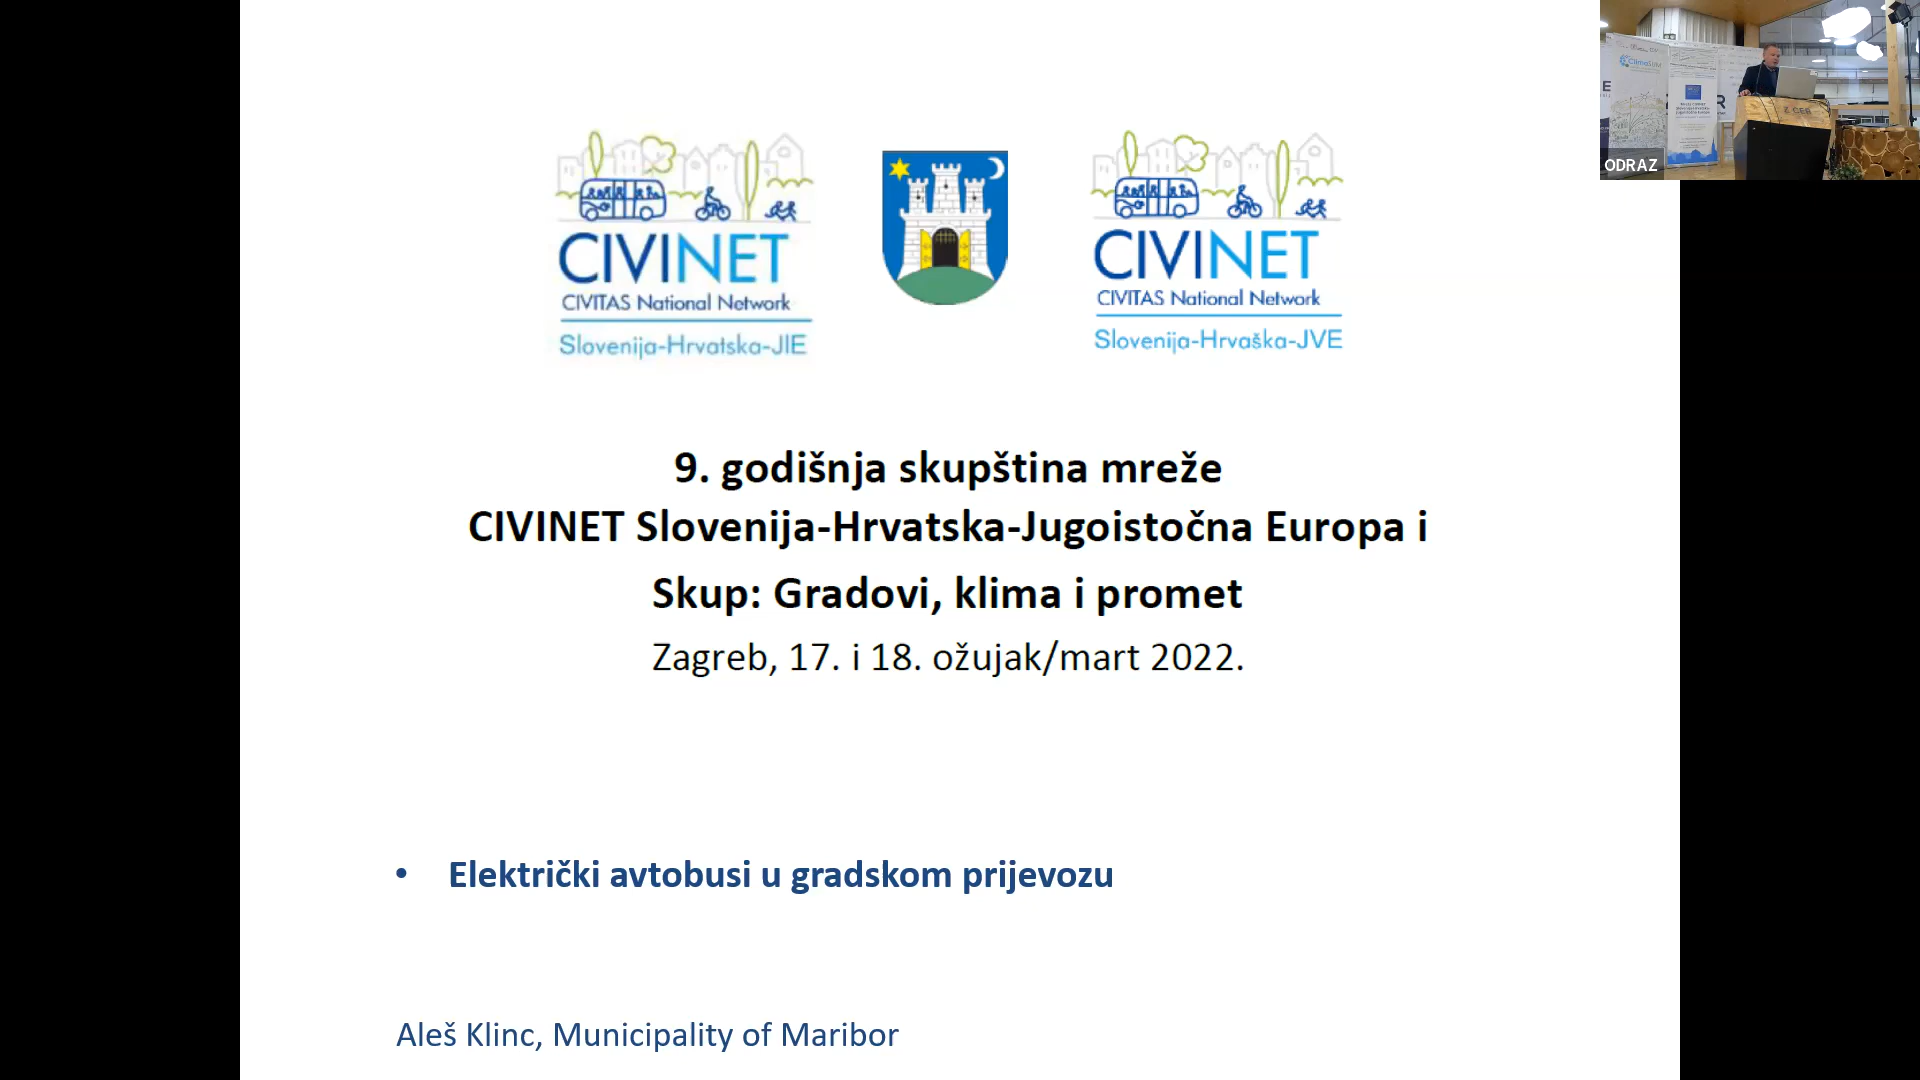 CIVINET
CIVITAS National Network
Slovenija-Hrvatska-JIE
CIVINET
CIVITAS National Network
Slovenija-Hrvaška-JVE
9. godišnja skupština mreže
CIVINET Slovenija-Hrvatska-Jugoistočna Europa i
Skup: Gradovi, klima i promet
Zagreb, 17. i 18. ožujak/mart 2022.
• Električki avtobusi u gradskom prijevozu
Aleš Klinc, Municipality of Maribor
ODRAZ